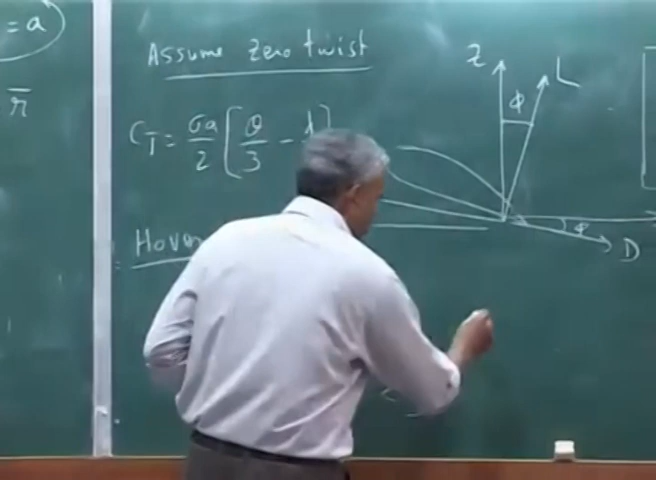 = a
r̅
Assume Zero twist
C_T = σa/2 [ θ/3 - λ
Hover
Z
φ
L
φ
D